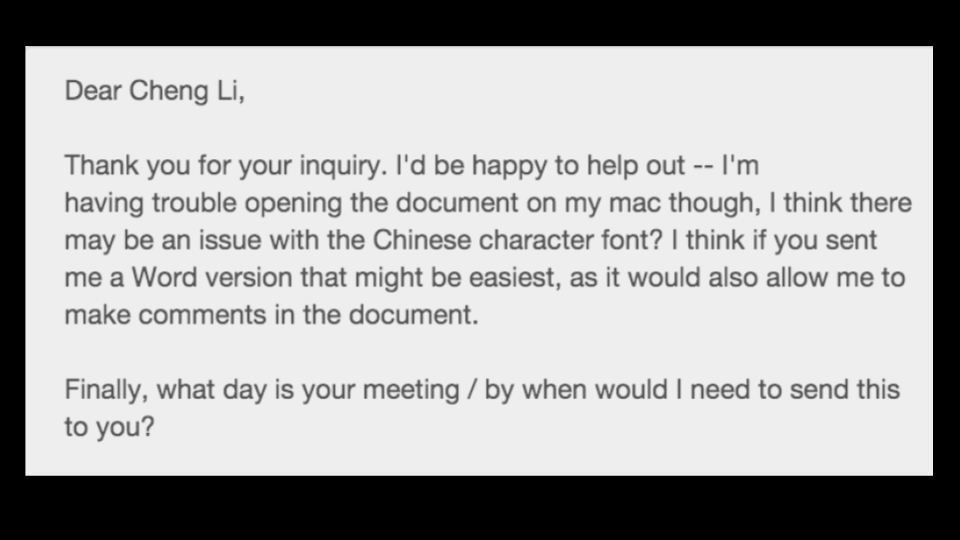 Dear Cheng Li,
Thank you for your inquiry. I'd be happy to help out -- I'm
having trouble opening the document on my mac though, I think there
may be an issue with the Chinese character font? I think if you sent
me a Word version that might be easiest, as it would also allow me to
make comments in the document.
Finally, what day is your meeting / by when would I need to send this
to you?